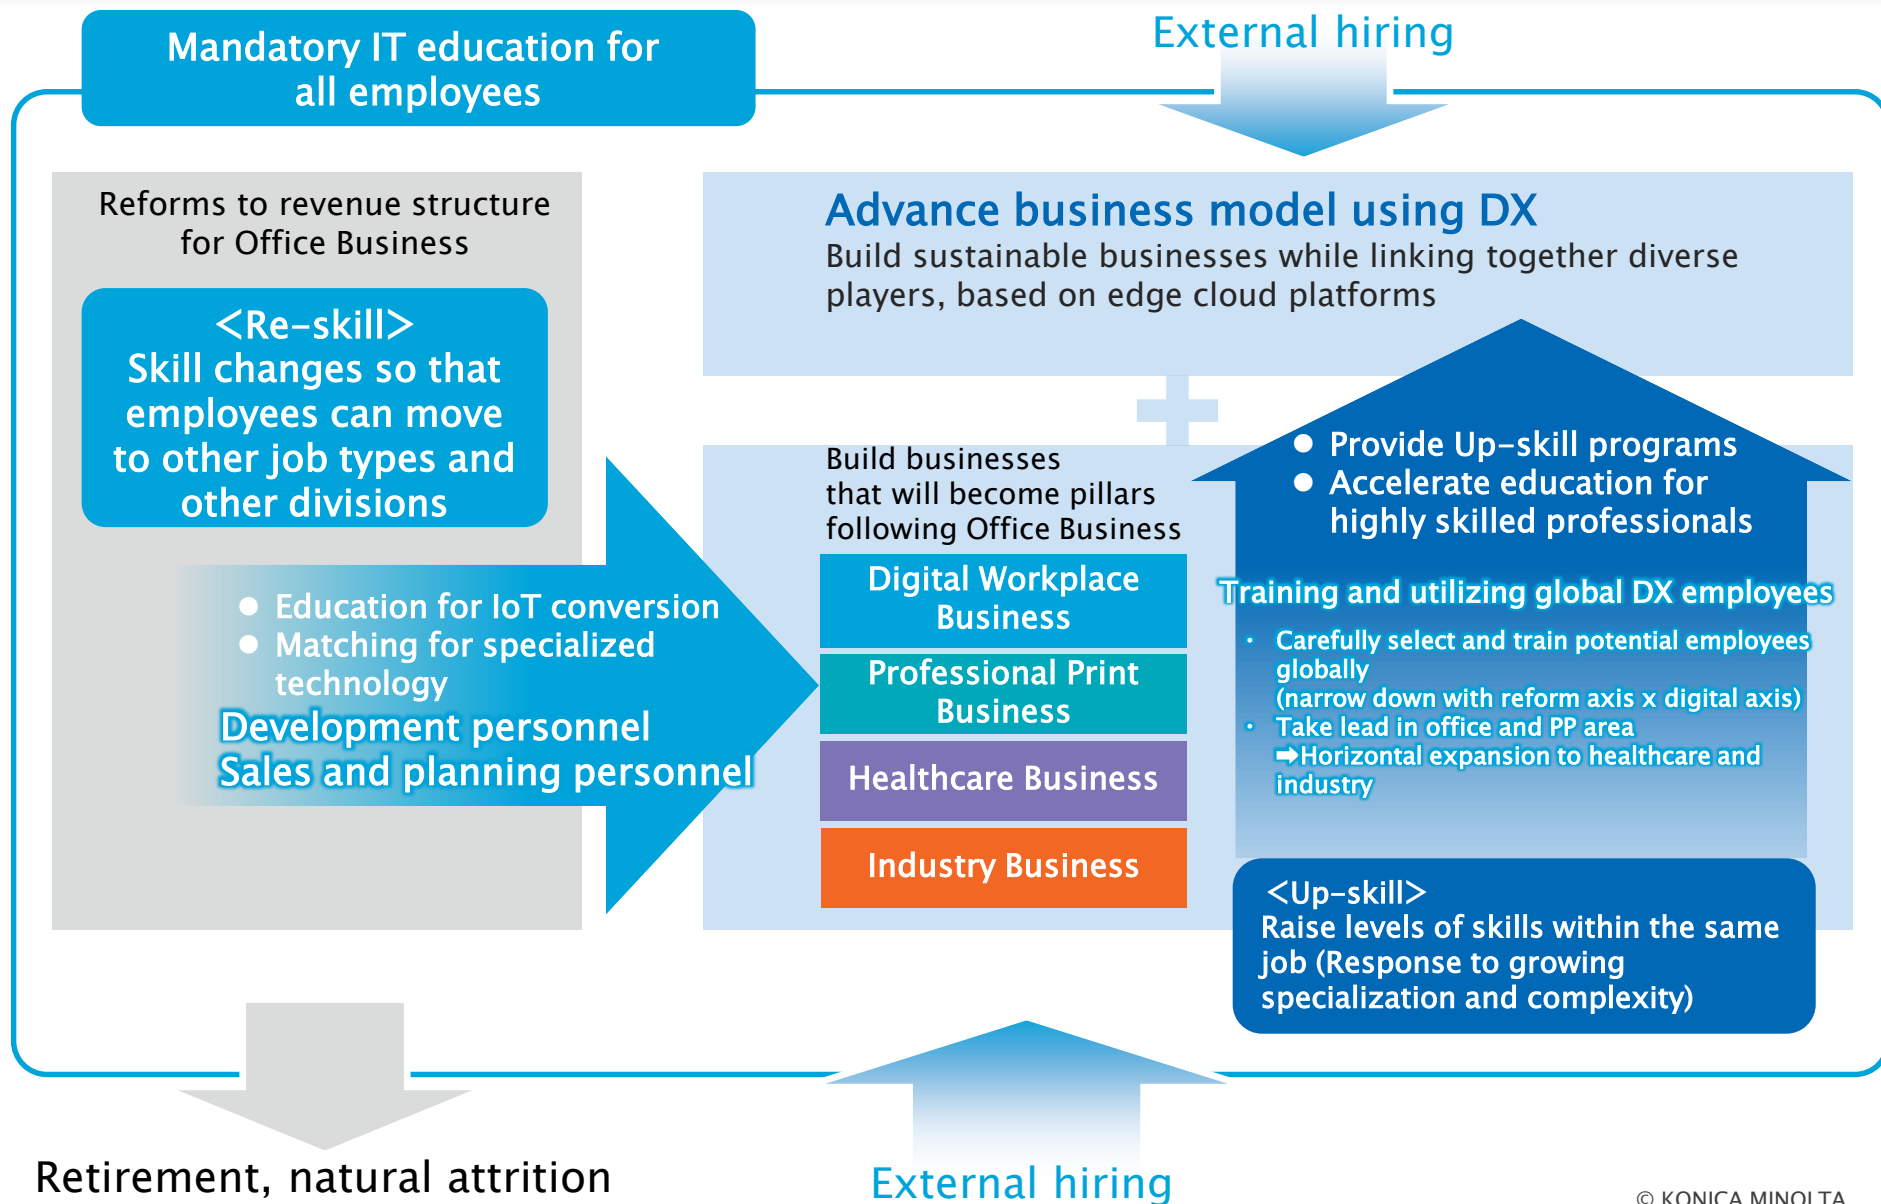 Mandatory IT education for
all employees
External hiring
Reforms to revenue structure
for Office Business
<Re-skill>
Skill changes so that
employees can move
to other job types and
other divisions
● Education for IoT conversion
● Matching for specialized
technology
Development personnel
Sales and planning personnel
Advance business model using DX
Build sustainable businesses while linking together diverse
players, based on edge cloud platforms
Build businesses
that will become pillars
following Office Business
Digital Workplace
Business
Professional Print
Business
Healthcare Business
Industry Business
● Provide Up-skill programs
● Accelerate education for
highly skilled professionals
Training and utilizing global DX employees
・ Carefully select and train potential employees
globally
(narrow down with reform axis x digital axis)
・ Take lead in office and PP area
➡Horizontal expansion to healthcare and
industry
<Up-skill>
Raise levels of skills within the same
job (Response to growing
specialization and complexity)
Retirement, natural attrition
External hiring
© KONICA MINOLTA